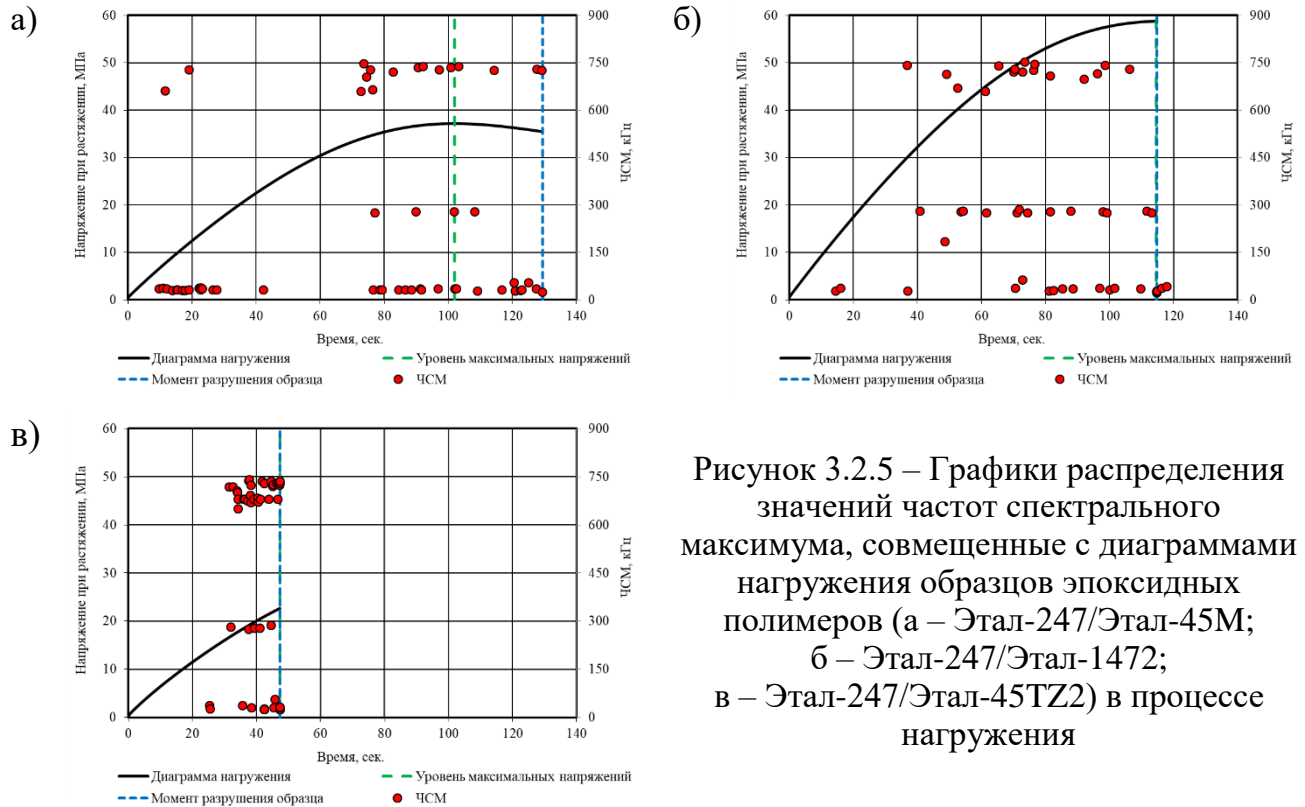 а)
Напряжение при растяжении, МПа
60
50
40
30
20
10
0
900
750
600
450
300
150
0
ЧСМ, кГц
0 20 40 60 80 100 120 140
Время, сек.
Диаграмма нагружения
Уровень максимальных напряжений
Момент разрушения образца
ЧСМ
б)
Напряжение при растяжении, МПа
60
50
40
30
20
10
0
900
750
600
450
300
150
0
ЧСМ, кГц
0 20 40 60 80 100 120 140
Время, сек.
Диаграмма нагружения
Уровень максимальных напряжений
Момент разрушения образца
ЧСМ
в)
Напряжение при растяжении, МПа
60
50
40
30
20
10
0
900
750
600
450
300
150
0
ЧСМ, кГц
0 20 40 60 80 100 120 140
Время, сек.
Диаграмма нагружения
Уровень максимальных напряжений
Момент разрушения образца
ЧСМ
Рисунок 3.2.5 – Графики распределения
значений частот спектрального
максимума, совмещенные с диаграммами
нагружения образцов эпоксидных
полимеров (а – Этал-247/Этал-45М;
б – Этал-247/Этал-1472;
в – Этал-247/Этал-45TZ2) в процессе
нагружения